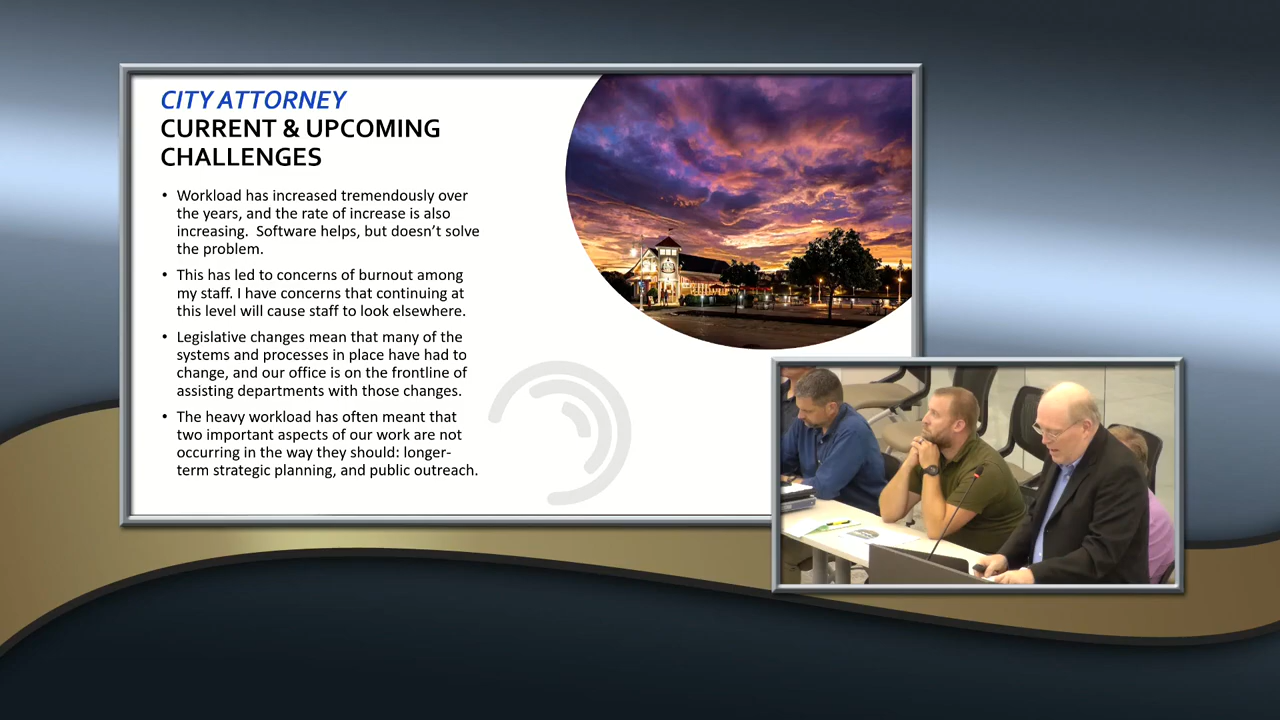 CITY ATTORNEY
CURRENT & UPCOMING
CHALLENGES
• Workload has increased tremendously over
the years, and the rate of increase is also
increasing.  Software helps, but doesn’t solve
the problem.
• This has led to concerns of burnout among
my staff. I have concerns that continuing at
this level will cause staff to look elsewhere.
• Legislative changes mean that many of the
systems and processes in place have had to
change, and our office is on the frontline of
assisting departments with those changes.
• The heavy workload has often meant that
two important aspects of our work are not
occurring in the way they should: longer-
term strategic planning, and public outreach.